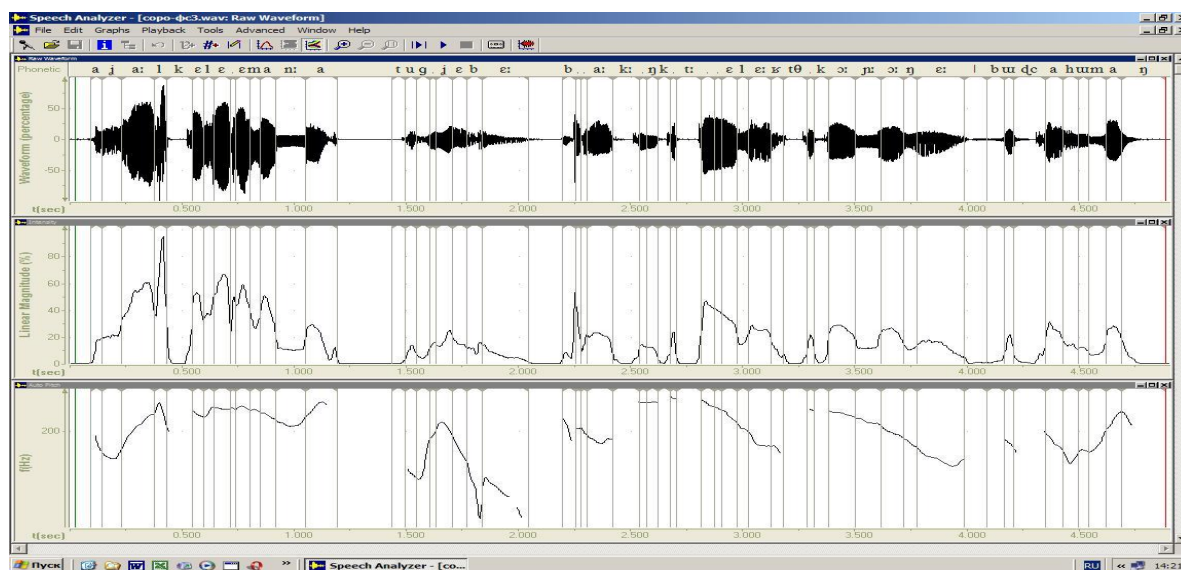 Speech Analyzer - [соро-фс3.wav: Raw Waveform]
File Edit Graphs Playback Tools Advanced Window Help
Raw Waveform
Phonetic a j a: l k ɛ l ɛ . ɛ m a n: a t u g . j ɛ b ɛ: b . . a: k: . ŋ k . t: . . ɛ l ɛ: ʁ tθ . k ɔ: . ɲ: ɔ: ŋ ɛ: l b ɯ dç a h ɯ m a ŋ
Waveform (percentage)
50
0
-50
t(sec) 0.500 1.000 1.500 2.000 2.500 3.000 3.500 4.000 4.500
Linear Magnitude (%)
80
60
40
20
0
t(sec) 0.500 1.000 1.500 2.000 2.500 3.000 3.500 4.000 4.500
Auto Pitch
f(Hz)
200
t(sec) 0.500 1.000 1.500 2.000 2.500 3.000 3.500 4.000 4.500
Пуск » Speech Analyzer - [со... RU « 14:21